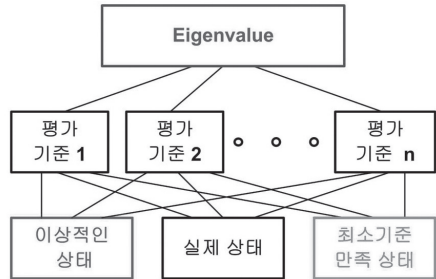 Eigenvalue
평가
기준 1
평가
기준 2
평가
기준 n
이상적인
상태
실제 상태
최소기준
만족 상태